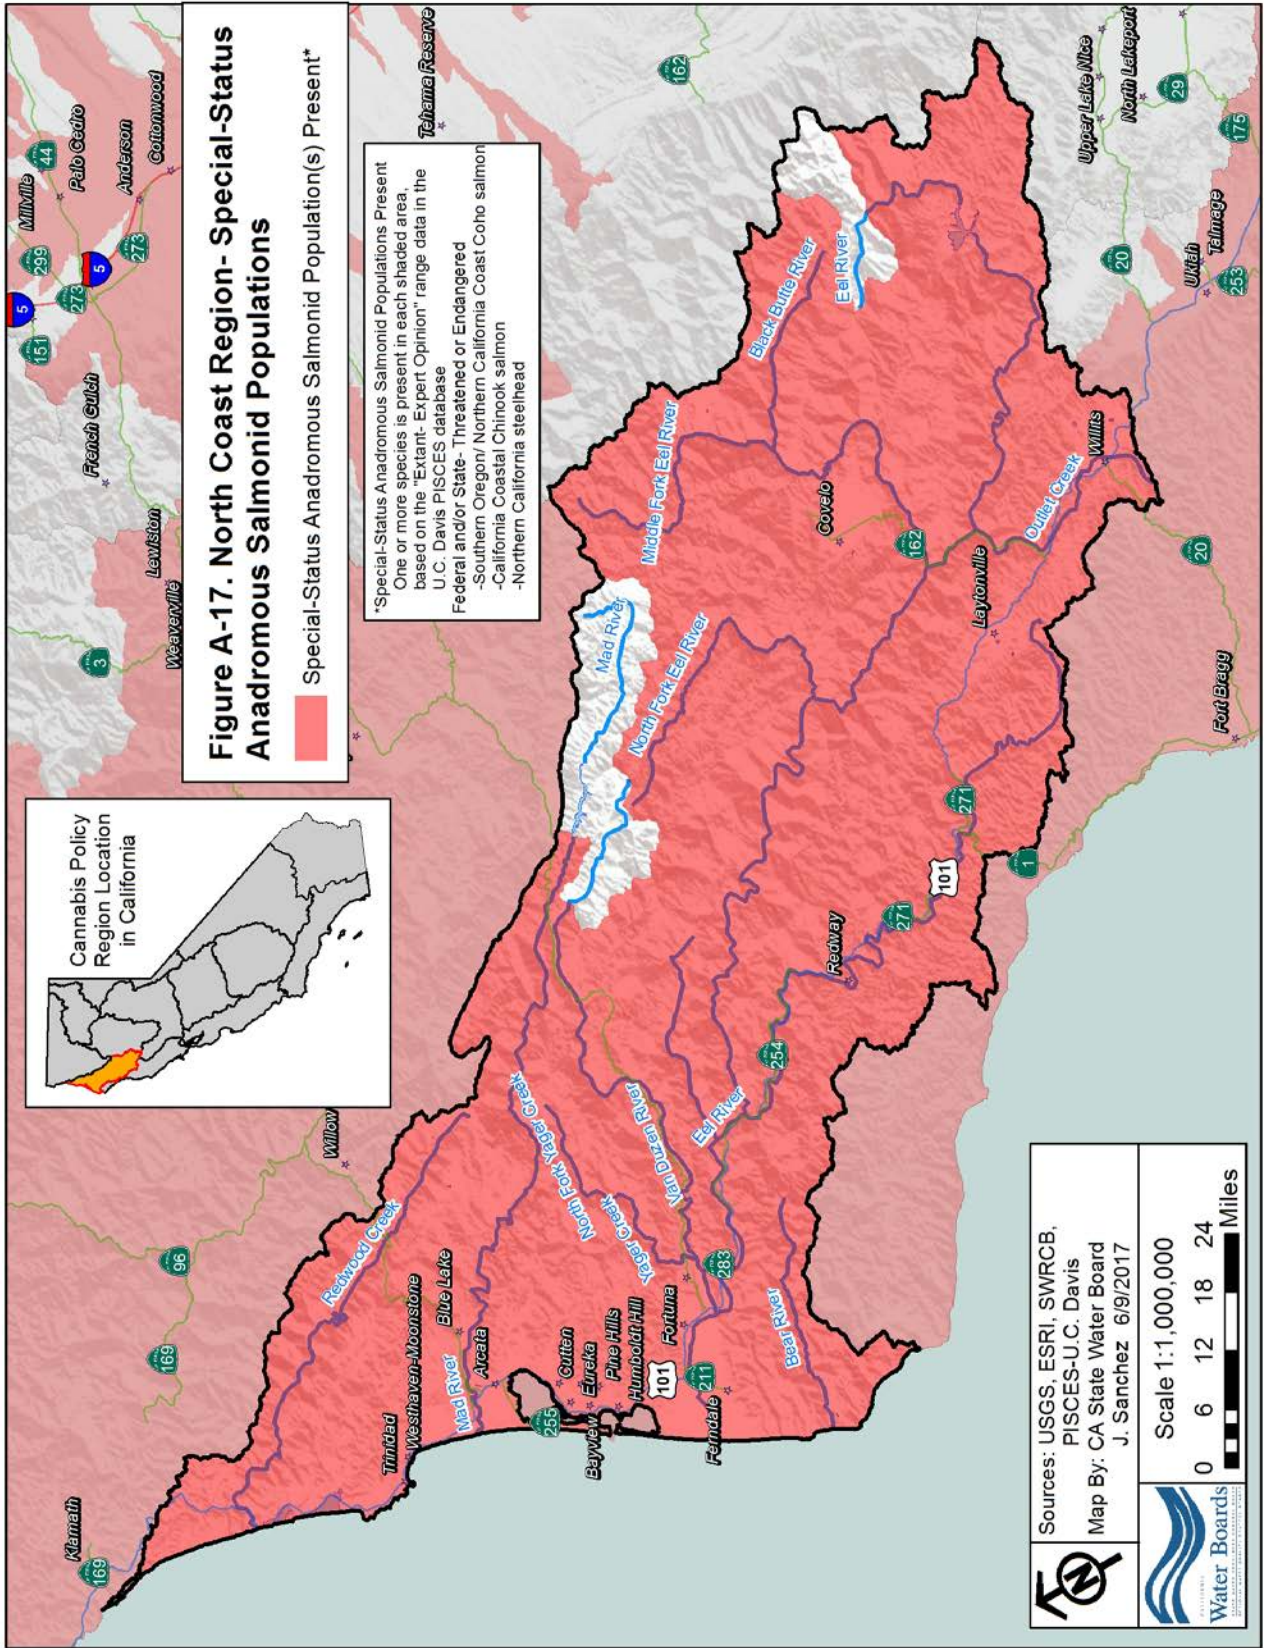 Figure A-17. North Coast Region- Special-Status
Anadromous Salmonid Populations
Special-Status Anadromous Salmonid Population(s) Present*
*Special-Status Anadromous Salmonid Populations Present
One or more species is present in each shaded area,
based on the "Extant- Expert Opinion" range data in the
U.C. Davis PISCES database
Federal and/or State- Threatened or Endangered
-Southern Oregon/ Northern California Coast Coho salmon
-California Coastal Chinook salmon
-Northern California steelhead
Cannabis Policy
Region Location
in California
Klamath
169
169
96
Willow
3
Weaverville
Lewiston
French Gulch
151
5
273
299
Millville
44
Palo Cedro
5
273
Anderson
Cottonwood
Tehama Reserve
162
Upper Lake Nice
North Lakeport
29
175
20
Ukiah
Talmage
253
20
Fort Bragg
1
Redwood Creek
Trinidad
Westhaven-Moonstone
Blue Lake
Mad River
Arcata
255
Cutten
Eureka
Bayview
Pine Hills
Humboldt Hill
101
Fortuna
211
Ferndale
283
Bear River
North Fork Yager Creek
Yager Creek
Van Duzen River
Eel River
254
Redway
271
101
271
Mad River
North Fork Eel River
Middle Fork Eel River
Black Butte River
Eel River
Covelo
162
Laytonville
Outlet Creek
Willits
N
Sources: USGS, ESRI, SWRCB,
PISCES-U.C. Davis
Map By: CA State Water Board
J. Sanchez 6/9/2017
CALIFORNIA
Water Boards
Scale 1:1,000,000
0 6 12 18 24
Miles